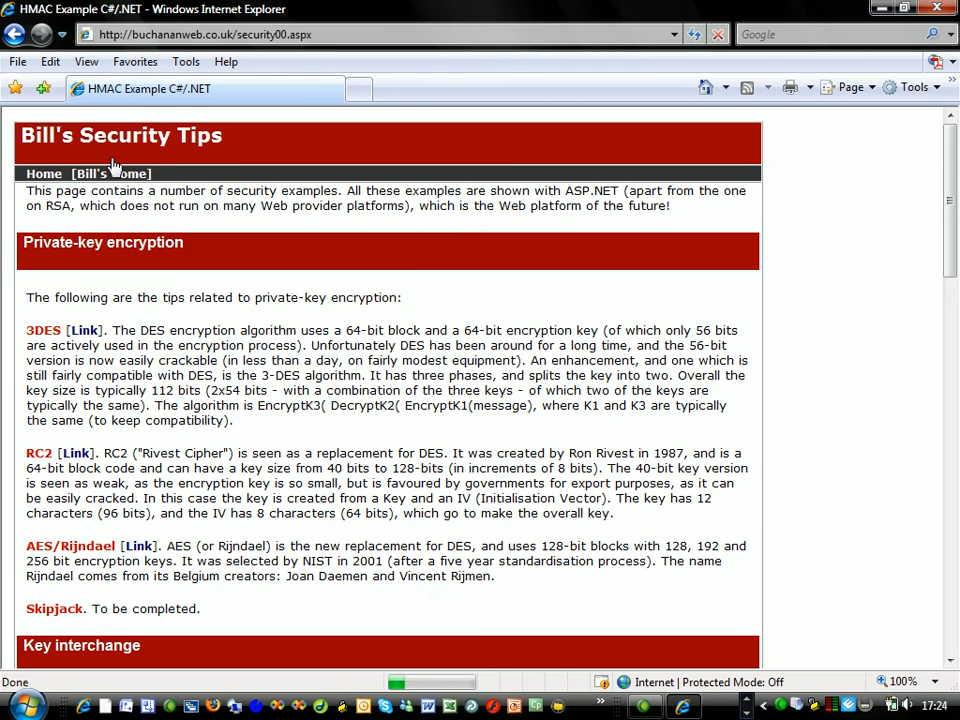 HMAC Example C#/.NET - Windows Internet Explorer
http://buchananweb.co.uk/security00.aspx
Google
File Edit View Favorites Tools Help
HMAC Example C#/.NET
Page Tools
Bill's Security Tips
Home [Bill's ome]
This page contains a number of security examples. All these examples are shown with ASP.NET (apart from the one
on RSA, which does not run on many Web provider platforms), which is the Web platform of the future!
Private-key encryption
The following are the tips related to private-key encryption:
3DES [Link]. The DES encryption algorithm uses a 64-bit block and a 64-bit encryption key (of which only 56 bits
are actively used in the encryption process). Unfortunately DES has been around for a long time, and the 56-bit
version is now easily crackable (in less than a day, on fairly modest equipment). An enhancement, and one which is
still fairly compatible with DES, is the 3-DES algorithm. It has three phases, and splits the key into two. Overall the
key size is typically 112 bits (2x54 bits - with a combination of the three keys - of which two of the keys are
typically the same). The algorithm is EncryptK3( DecryptK2( EncryptK1(message), where K1 and K3 are typically
the same (to keep compatibility).
RC2 [Link]. RC2 ("Rivest Cipher") is seen as a replacement for DES. It was created by Ron Rivest in 1987, and is a
64-bit block code and can have a key size from 40 bits to 128-bits (in increments of 8 bits). The 40-bit key version
is seen as weak, as the encryption key is so small, but is favoured by governments for export purposes, as it can
be easily cracked. In this case the key is created from a Key and an IV (Initialisation Vector). The key has 12
characters (96 bits), and the IV has 8 characters (64 bits), which go to make the overall key.
AES/Rijndael [Link]. AES (or Rijndael) is the new replacement for DES, and uses 128-bit blocks with 128, 192 and
256 bit encryption keys. It was selected by NIST in 2001 (after a five year standardisation process). The name
Rijndael comes from its Belgium creators: Joan Daemen and Vincent Rijmen.
Skipjack. To be completed.
Key interchange
Done
Internet | Protected Mode: Off
100%
17:24